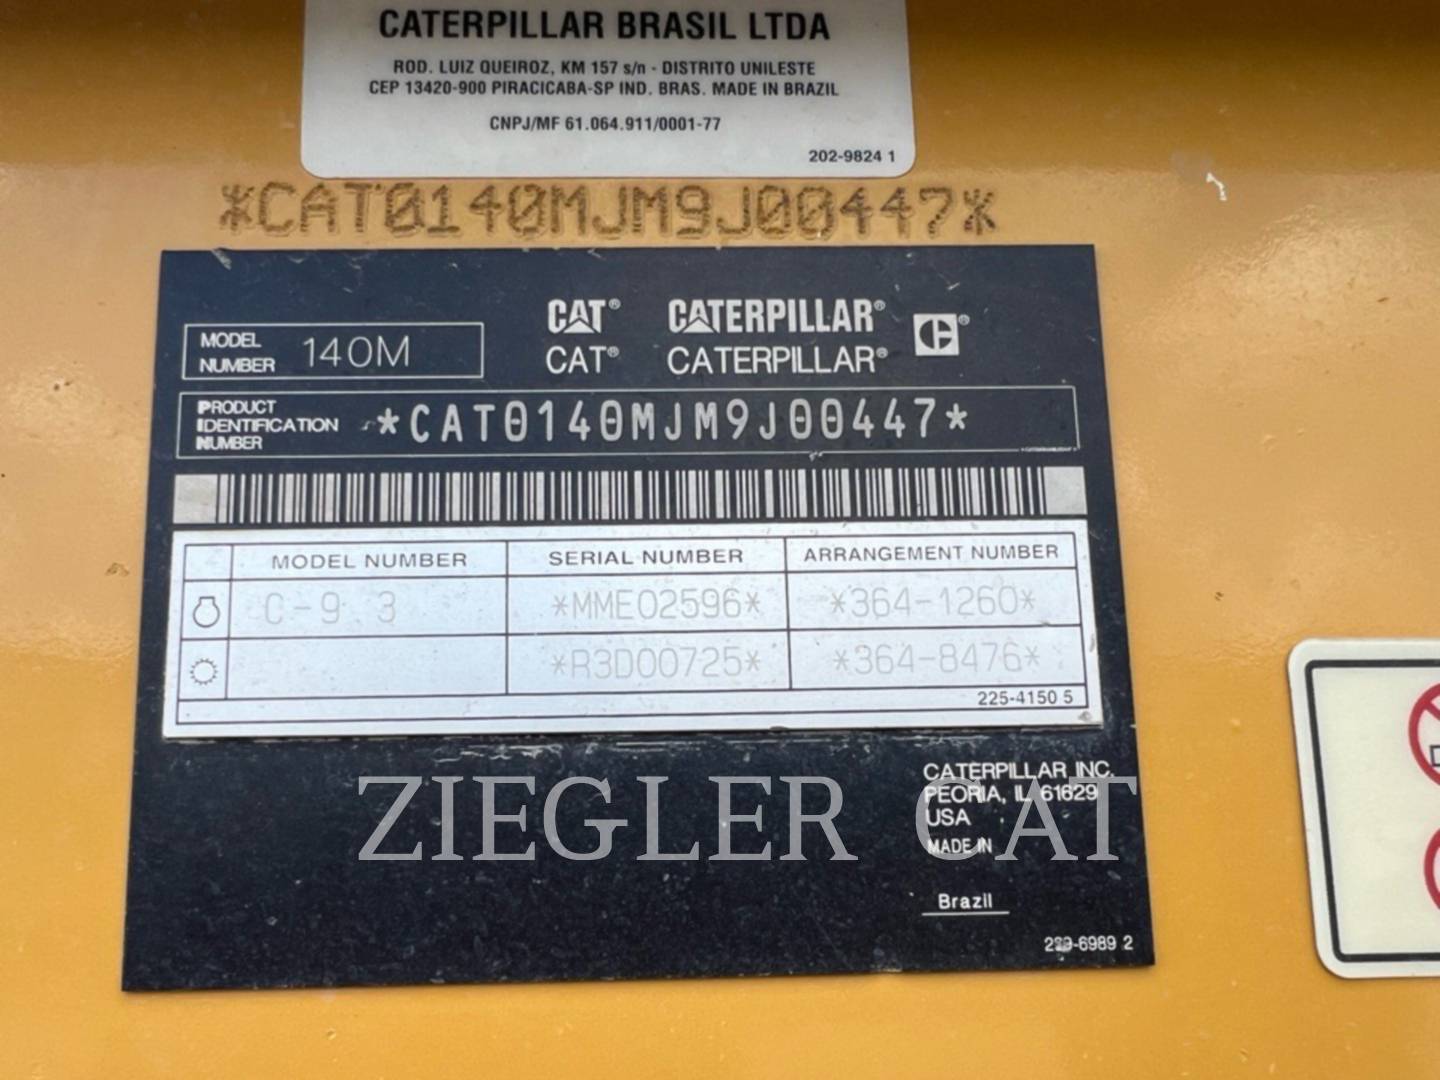 CATERPILLAR BRASIL LTDA
ROD. LUIZ QUEIROZ, KM 157 s/n - DISTRITO UNILESTE
CEP 13420-900 PIRACICABA-SP IND. BRAS. MADE IN BRAZIL
CNPJ/MF 61.064.911/0001-77
202-9824 1
*CAT0140MJM9J00447*
CAT® CATERPILLAR®
CAT® CATERPILLAR®
MODEL NUMBER 140M
PRODUCT IDENTIFICATION NUMBER *CAT0140MJM9J00447*
MODEL NUMBER SERIAL NUMBER ARRANGEMENT NUMBER
C-9.3 *MME02596* *364-1260*
*R3D00725* *364-8476*
225-4150 5
CATERPILLAR INC.
PEORIA, IL 61629
USA
MADE IN
Brazil
6989 2
ZIEGLER CAT